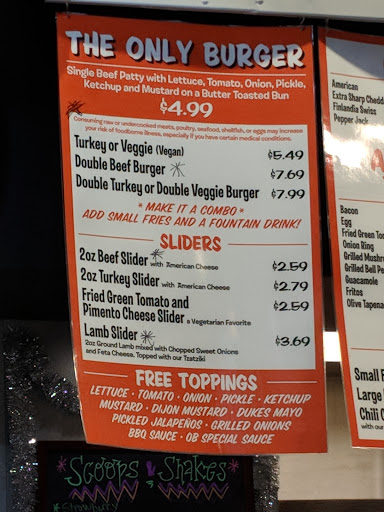 THE ONLY BURGER
Single Beef Patty with Lettuce, Tomato, Onion, Pickle,
Ketchup and Mustard on a Butter Toasted Bun
$4.99
Consuming raw or undercooked meats, poultry, seafood, shellfish, or eggs may increase
your risk of foodborne illness, especially if you have certain medical conditions.
Turkey or Veggie (Vegan) $5.49
Double Beef Burger $7.69
Double Turkey or Double Veggie Burger $7.99
* MAKE IT A COMBO *
ADD SMALL FRIES AND A FOUNTAIN DRINK!
SLIDERS
2oz Beef Slider with American Cheese $2.59
2oz Turkey Slider with American Cheese $2.79
Fried Green Tomato and $2.59
Pimento Cheese Slider a Vegetarian Favorite
Lamb Slider $3.69
2oz Ground Lamb mixed with Chopped Sweet Onions
and Feta Cheese. Topped with our Tzatziki
FREE TOPPINGS
LETTUCE • TOMATO • ONION • PICKLE • KETCHUP
MUSTARD • DIJON MUSTARD • DUKES MAYO
PICKLED JALAPEÑOS • GRILLED ONIONS
BBQ SAUCE • OB SPECIAL SAUCE
Scoops & Shakes
American
Extra Sharp Chedd
Finlandia Swiss
Pepper Jack
A
Bacon
Egg
Fried Green To
Onion Ring
Grilled Mushr
Grilled Bell Pe
Guacamole
Fritos
Olive Tapena
Small F
Large
Chili C
with our